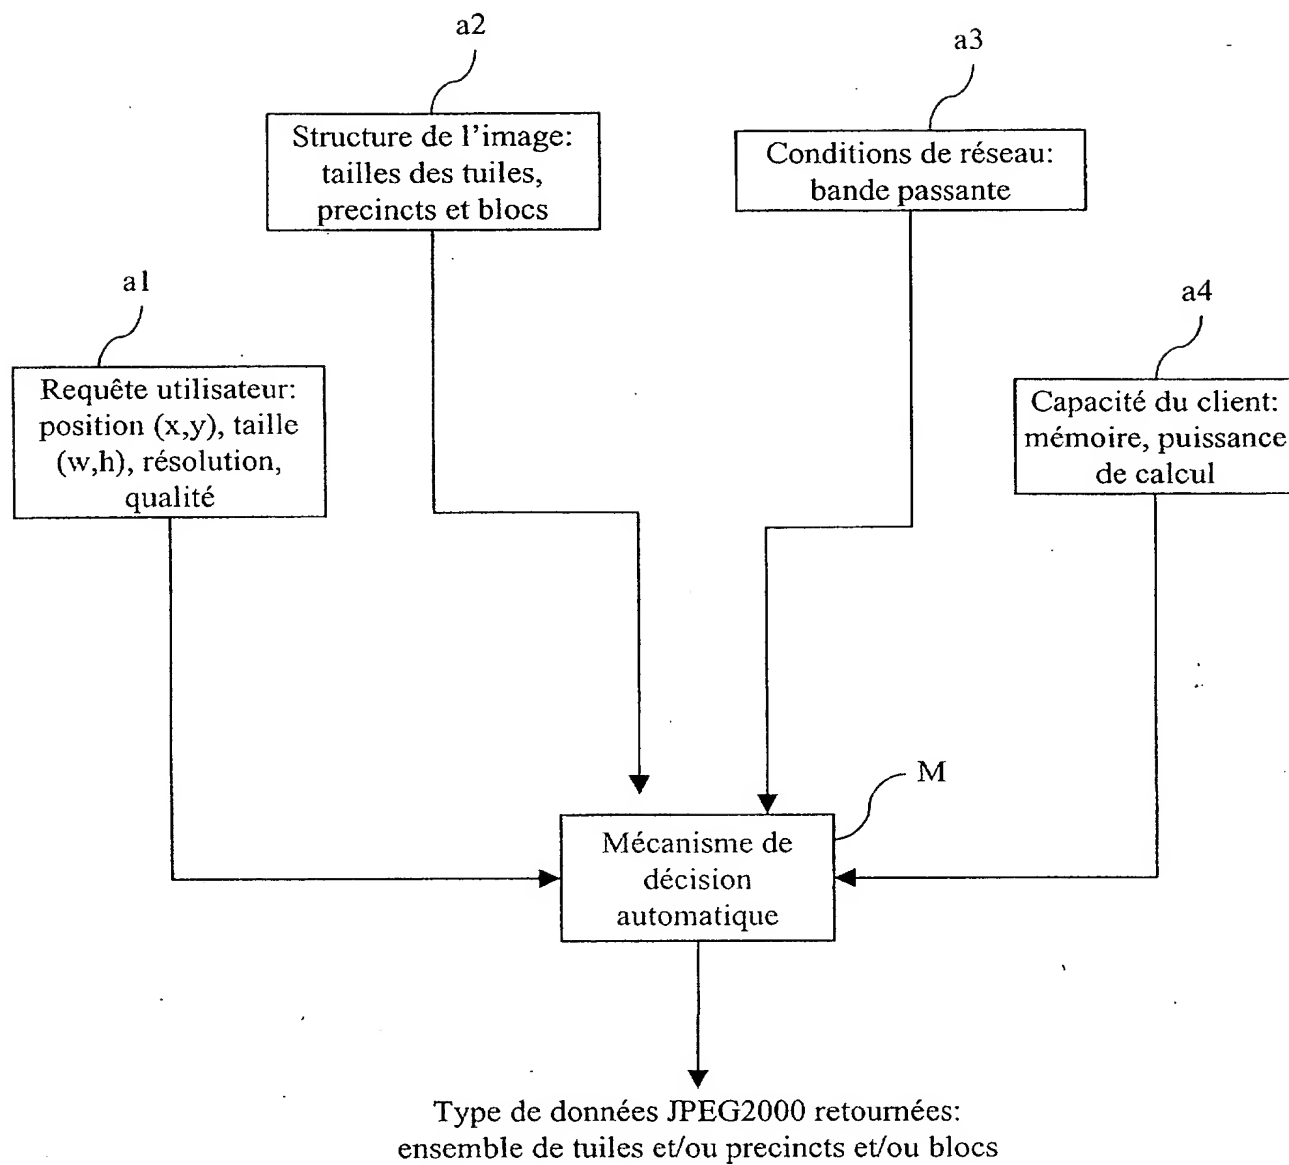 a2
a3
Structure de l'image:
tailles des tuiles,
precincts et blocs
Conditions de réseau:
bande passante
a1
a4
Requête utilisateur:
position (x,y), taille
(w,h), résolution,
qualité
Capacité du client:
mémoire, puissance
de calcul
M
Mécanisme de
décision
automatique
Type de données JPEG2000 retournées:
ensemble de tuiles et/ou precincts et/ou blocs